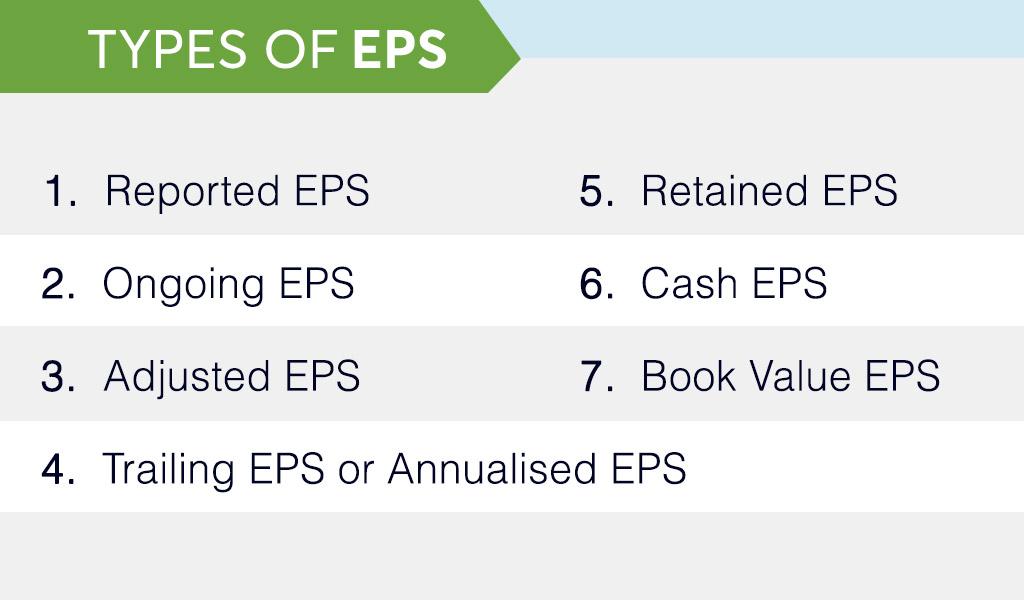 TYPES OF EPS
1. Reported EPS
2. Ongoing EPS
3. Adjusted EPS
4. Trailing EPS or Annualised EPS
5. Retained EPS
6. Cash EPS
7. Book Value EPS